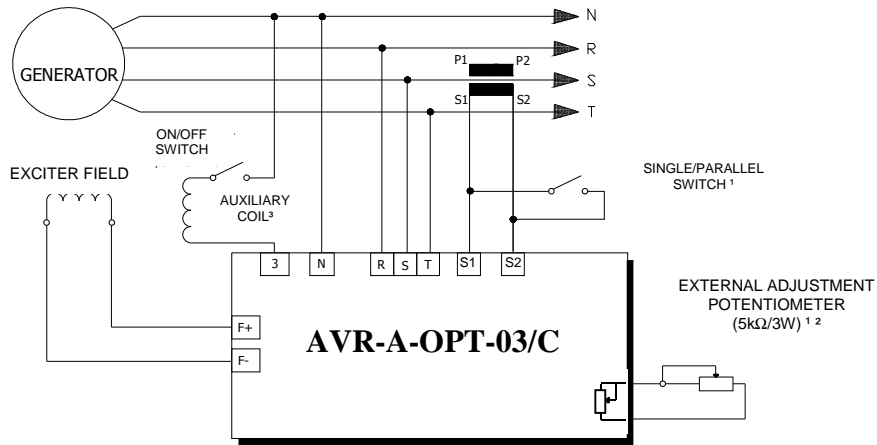 N
R
GENERATOR
P1 P2
S
S1 S2
T
ON/OFF
SWITCH
EXCITER FIELD
SINGLE/PARALLEL
SWITCH ¹
AUXILIARY
COIL³
3 N R S T S1 S2
EXTERNAL ADJUSTMENT
POTENTIOMETER
(5kΩ/3W) ¹ ²
F+
AVR-A-OPT-03/C
F-